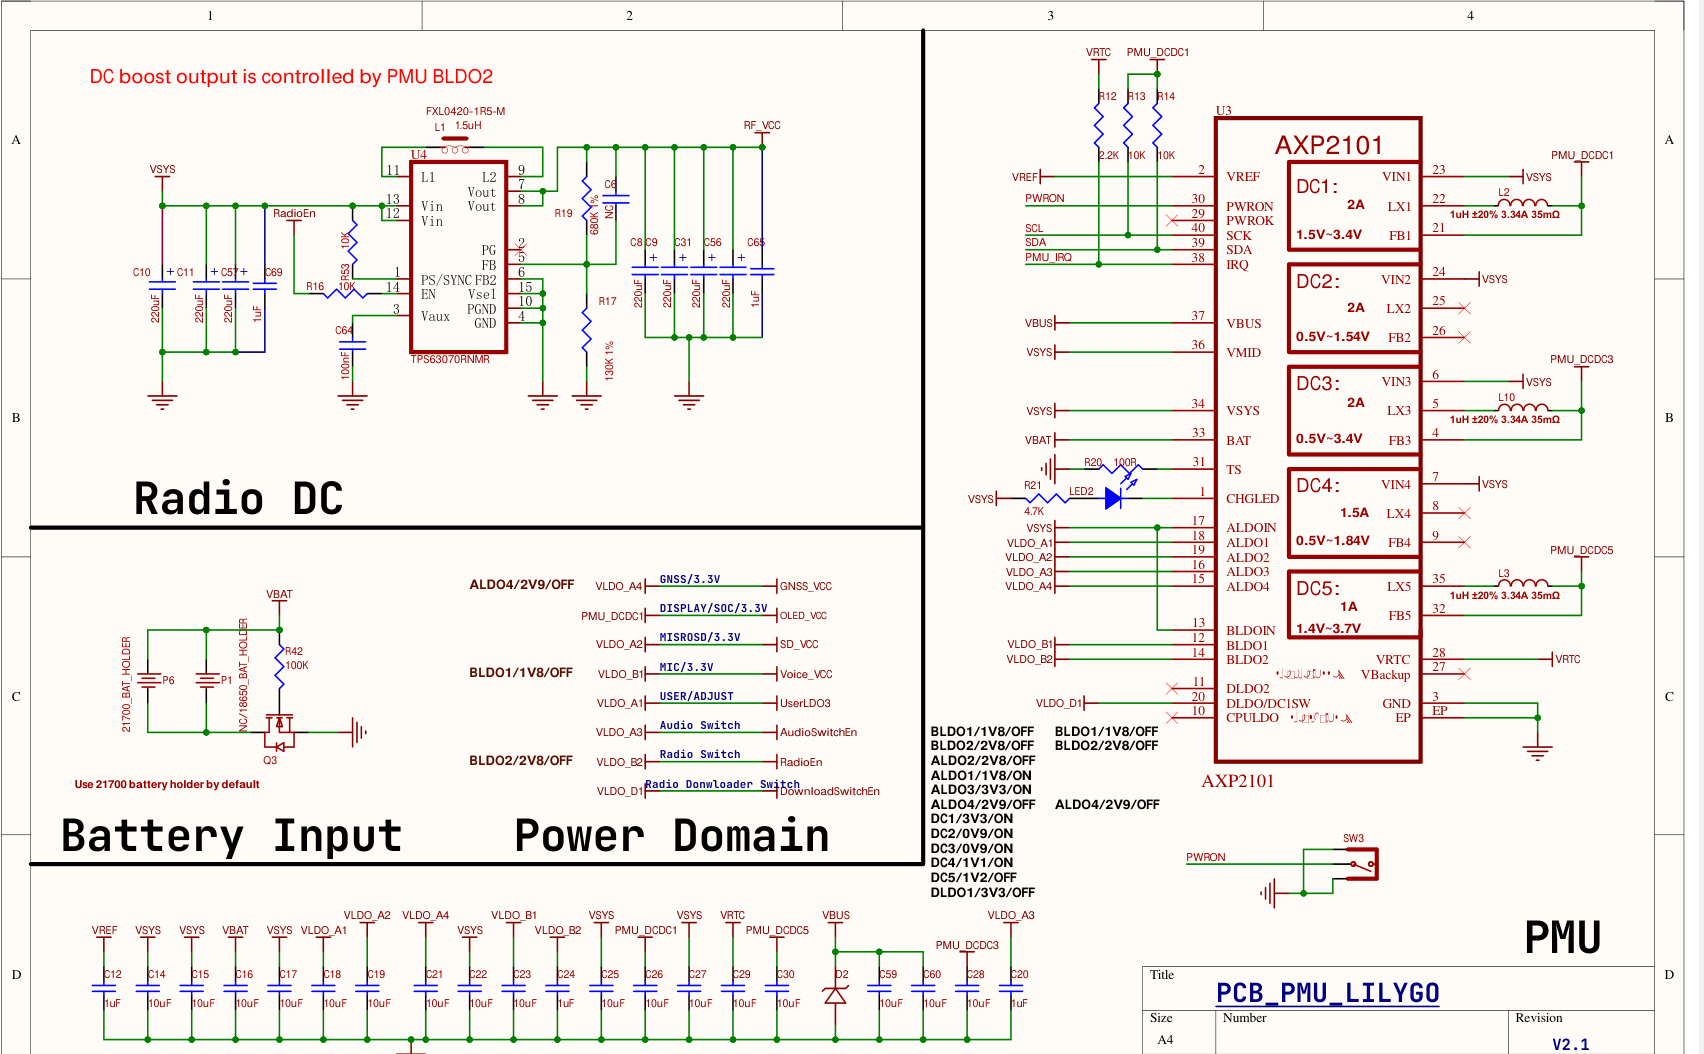 1 2 3 4
A
B
C
D
A
B
C
D
DC boost output is controlled by PMU BLDO2
FXL0420-1R5-M
L1 1.5uH
U4
VSYS
RadioEn
RF_VCC
11 L1
13 Vin
12 Vin
1 PS/SYNC
14 EN
3 Vaux
L2 9
Vout 7
Vout 8
PG 2
FB 5
FB2 6
Vsel 15
PGND 10
GND 4
TPS63070RNMR
C10 220uF
C11 220uF
C57 220uF
C69 1uF
R53 10K
R16 10K
C64 100nF
R19 680K 1%
C6 NC
R17 130K 1%
C8 220uF
C9 220uF
C31 220uF
C56 220uF
C65 1uF
Radio DC
VBAT
21700_BAT_HOLDER
P6
P1
NC/18650_BAT_HOLDER
R42
100K
Q3
Use 21700 battery holder by default
Battery Input
ALDO4/2V9/OFF VLDO_A4 GNSS/3.3V GNSS_VCC
PMU_DCDC1 DISPLAY/SOC/3.3V OLED_VCC
VLDO_A2 MISROSD/3.3V SD_VCC
BLDO1/1V8/OFF VLDO_B1 MIC/3.3V Voice_VCC
VLDO_A1 USER/ADJUST UserLDO3
VLDO_A3 Audio Switch AudioSwitchEn
BLDO2/2V8/OFF VLDO_B2 Radio Switch RadioEn
VLDO_D1 Radio Donwloader Switch DownloadSwitchEn
Power Domain
VRTC PMU_DCDC1
R12 R13 R14
2.2K 10K 10K
U3
AXP2101
VREF 2 VREF
PWRON 30 PWRON
29 PWROK
SCL 40 SCK
SDA 39 SDA
PMU_IRQ 38 IRQ
VBUS 37 VBUS
VSYS 36 VMID
VSYS 34 VSYS
VBAT 33 BAT
R20 100R 31 TS
VSYS R21 4.7K LED2 1 CHGLED
VSYS 17 ALDOIN
VLDO_A1 18 ALDO1
VLDO_A2 19 ALDO2
VLDO_A3 16 ALDO3
VLDO_A4 15 ALDO4
13 BLDOIN
VLDO_B1 12 BLDO1
VLDO_B2 14 BLDO2
11 DLDO2
VLDO_D1 20 DLDO/DC1SW
10 CPULDO
DC1:
2A
1.5V~3.4V
VIN1 23 VSYS
LX1 22 L2 PMU_DCDC1
1uH ±20% 3.34A 35mΩ
FB1 21
DC2:
2A
0.5V~1.54V
VIN2 24 VSYS
LX2 25
FB2 26
DC3:
2A
0.5V~3.4V
VIN3 6 VSYS
LX3 5 L10 PMU_DCDC3
1uH ±20% 3.34A 35mΩ
FB3 4
DC4:
1.5A
0.5V~1.84V
VIN4 7 VSYS
LX4 8
FB4 9
DC5:
1A
1.4V~3.7V
LX5 35 L3 PMU_DCDC5
1uH ±20% 3.34A 35mΩ
FB5 32
VRTC 28 VRTC
VBackup 27
GND 3
EP EP
AXP2101
BLDO1/1V8/OFF BLDO1/1V8/OFF
BLDO2/2V8/OFF BLDO2/2V8/OFF
ALDO2/2V8/OFF
ALDO1/1V8/ON
ALDO3/3V3/ON
ALDO4/2V9/OFF ALDO4/2V9/OFF
DC1/3V3/ON
DC2/0V9/ON
DC3/0V9/ON
DC4/1V1/ON
DC5/1V2/OFF
DLDO1/3V3/OFF
PWRON SW3
PMU
VREF C12 1uF
VSYS C14 10uF
VSYS C15 10uF
VBAT C16 10uF
VSYS C17 10uF
VLDO_A1 C18 10uF
VLDO_A2 C19 10uF
VLDO_A4 C21 10uF
VSYS C22 10uF
VLDO_B1 C23 10uF
VLDO_B2 C24 1uF
VSYS C25 10uF
PMU_DCDC1 C26 10uF
VSYS C27 10uF
VRTC C29 10uF
PMU_DCDC5 C30 10uF
VBUS D2
C59 10uF
C60 10uF
PMU_DCDC3 C28 10uF
VLDO_A3 C20 1uF
Title
PCB_PMU_LILYGO
Size Number Revision
A4 V2.1